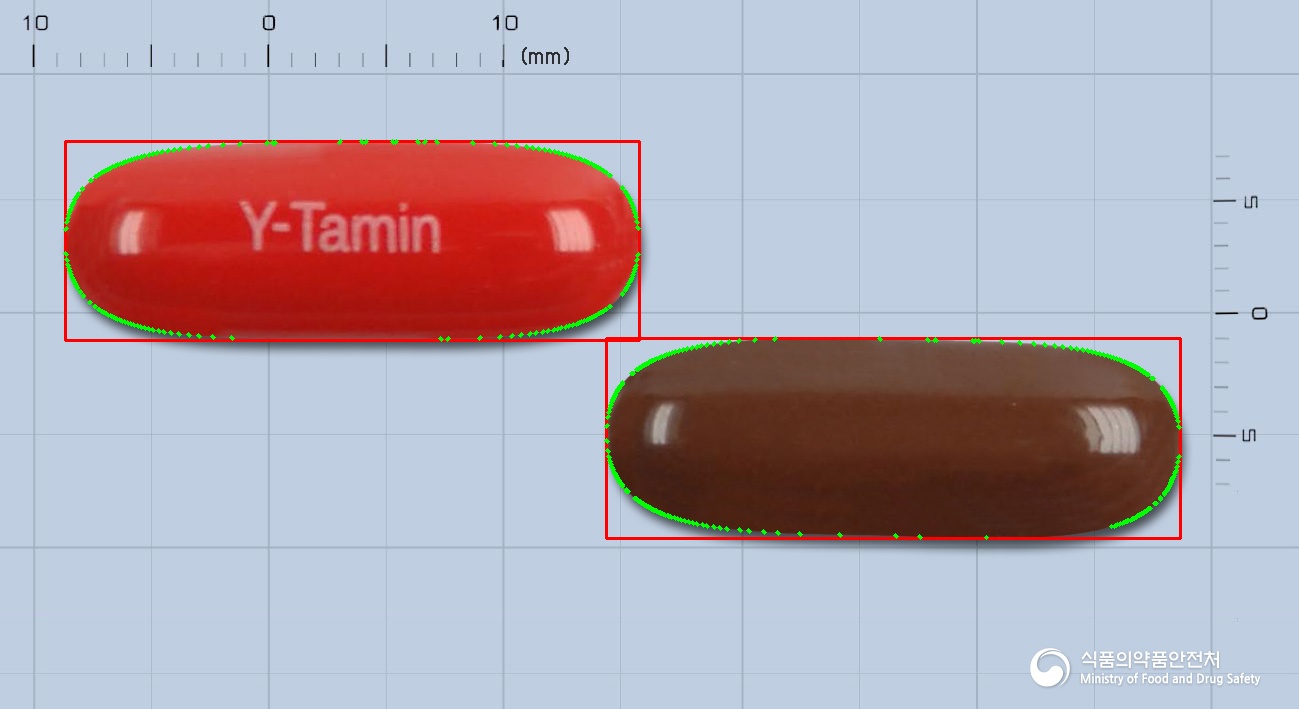 10 0 10
(mm)
Y-Tamin
5
0
5
식품의약품안전처
Ministry of Food and Drug Safety